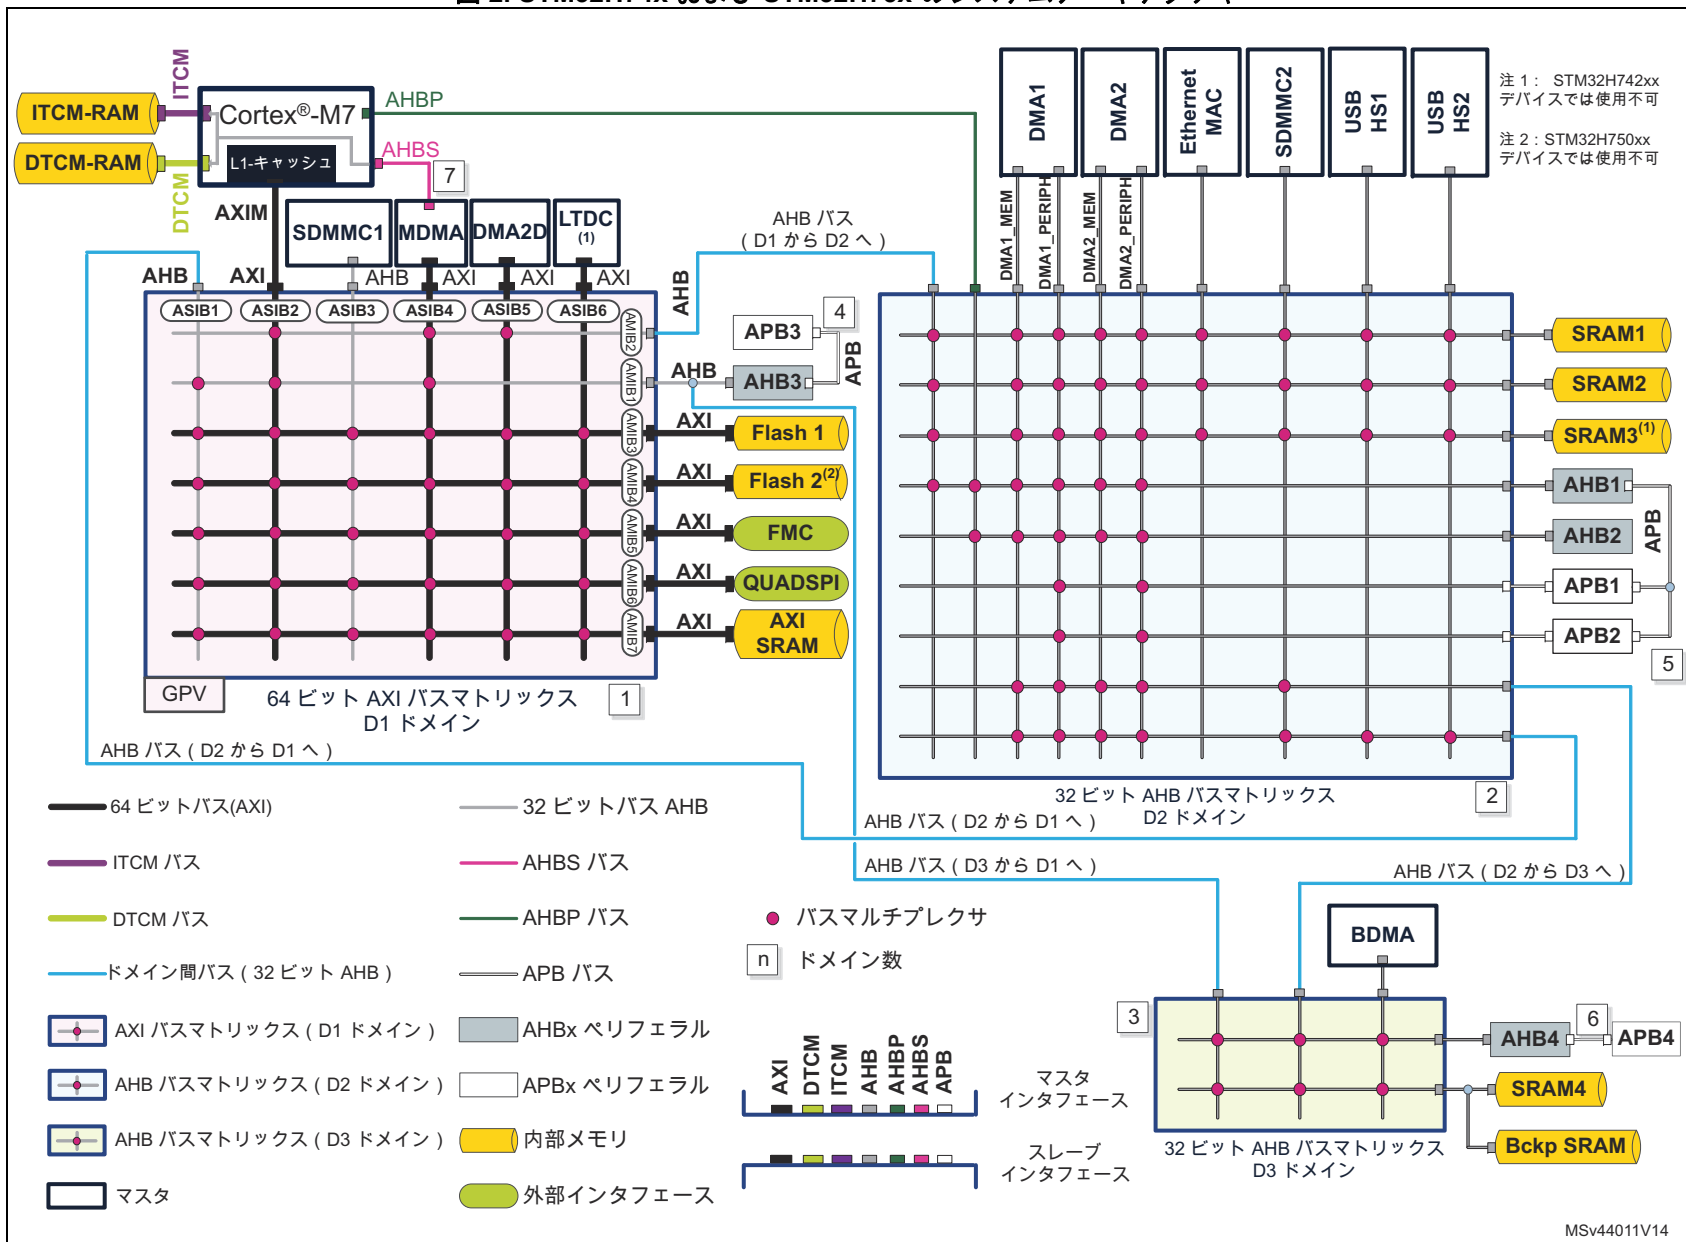 ITCM
ITCM-RAM
DTCM-RAM
DTCM
Cortex®-M7
L1-キャッシュ
AHBP
AHBS
7
AXIM
SDMMC1
MDMA
DMA2D
LTDC
(1)
AHB
AXI
AHB
AXI
AXI
AXI
ASIB1
ASIB2
ASIB3
ASIB4
ASIB5
ASIB6
AMIB2
AMIB1
AMIB3
AMIB4
AMIB5
AMIB6
AMIB7
AHB
AHB バス
( D1 から D2 へ )
APB3
4
APB
AHB
AHB3
AXI
Flash 1
AXI
Flash 2(2)
AXI
FMC
AXI
QUADSPI
AXI
AXI
SRAM
GPV
64 ビット AXI バスマトリックス
D1 ドメイン
1
DMA1
DMA2
Ethernet
MAC
SDMMC2
USB
HS1
USB
HS2
注 1 : STM32H742xx
デバイスでは使用不可
注 2 : STM32H750xx
デバイスでは使用不可
DMA1_MEM
DMA1_PERIPH
DMA2_MEM
DMA2_PERIPH
SRAM1
SRAM2
SRAM3(1)
AHB1
AHB2
APB
APB1
APB2
5
32 ビット AHB バスマトリックス
D2 ドメイン
2
AHB バス ( D2 から D1 へ )
AHB バス ( D2 から D1 へ )
AHB バス ( D3 から D1 へ )
AHB バス ( D2 から D3 へ )
BDMA
3
AHB4
6
APB4
SRAM4
Bckp SRAM
32 ビット AHB バスマトリックス
D3 ドメイン
64 ビットバス(AXI)
32 ビットバス AHB
ITCM バス
AHBS バス
DTCM バス
AHBP バス
バスマルチプレクサ
ドメイン間バス ( 32 ビット AHB )
APB バス
n
ドメイン数
AXI バスマトリックス ( D1 ドメイン )
AHBx ペリフェラル
AHB バスマトリックス ( D2 ドメイン )
APBx ペリフェラル
AHB バスマトリックス ( D3 ドメイン )
内部メモリ
マスタ
外部インタフェース
AXI
DTCM
ITCM
AHB
AHBP
AHBS
APB
マスタ
インタフェース
スレーブ
インタフェース
MSv44011V14